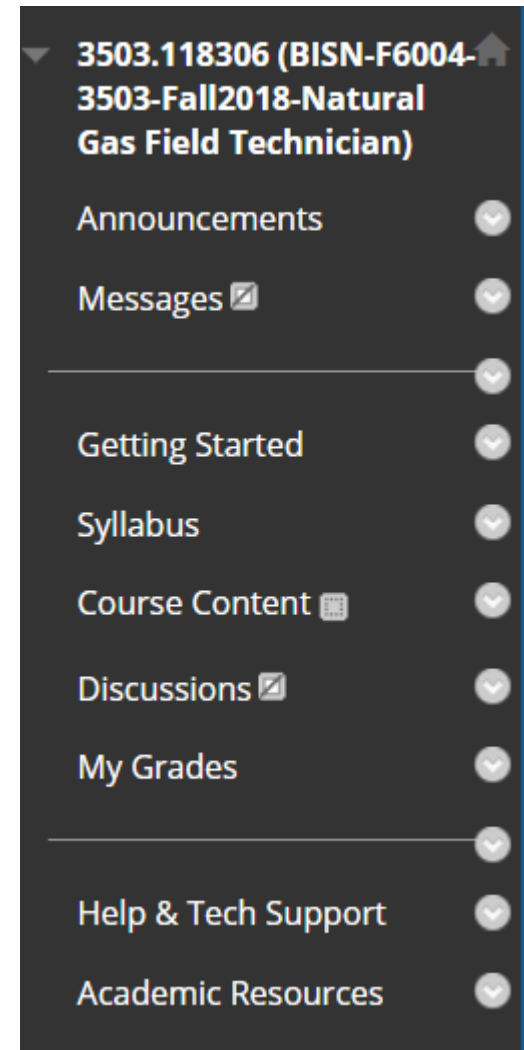 3503.118306 (BISN-F6004-
3503-Fall2018-Natural
Gas Field Technician)
Announcements
Messages
Getting Started
Syllabus
Course Content
Discussions
My Grades
Help & Tech Support
Academic Resources